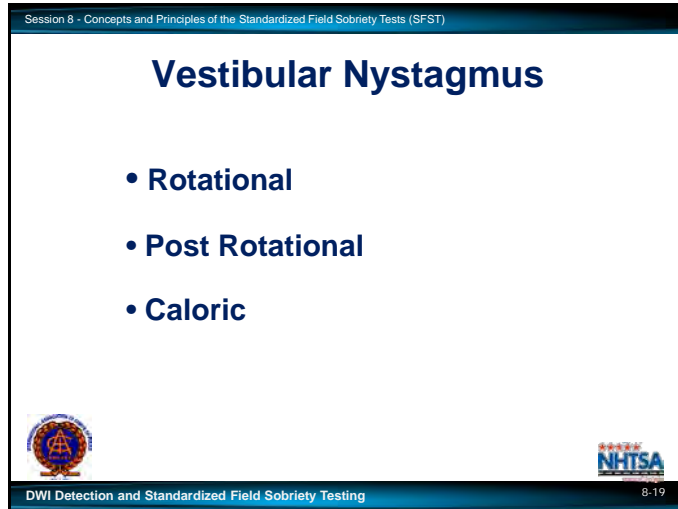 Session 8 - Concepts and Principles of the Standardized Field Sobriety Tests (SFST)
Vestibular Nystagmus
• Rotational
• Post Rotational
• Caloric
NHTSA
DWI Detection and Standardized Field Sobriety Testing 8-19